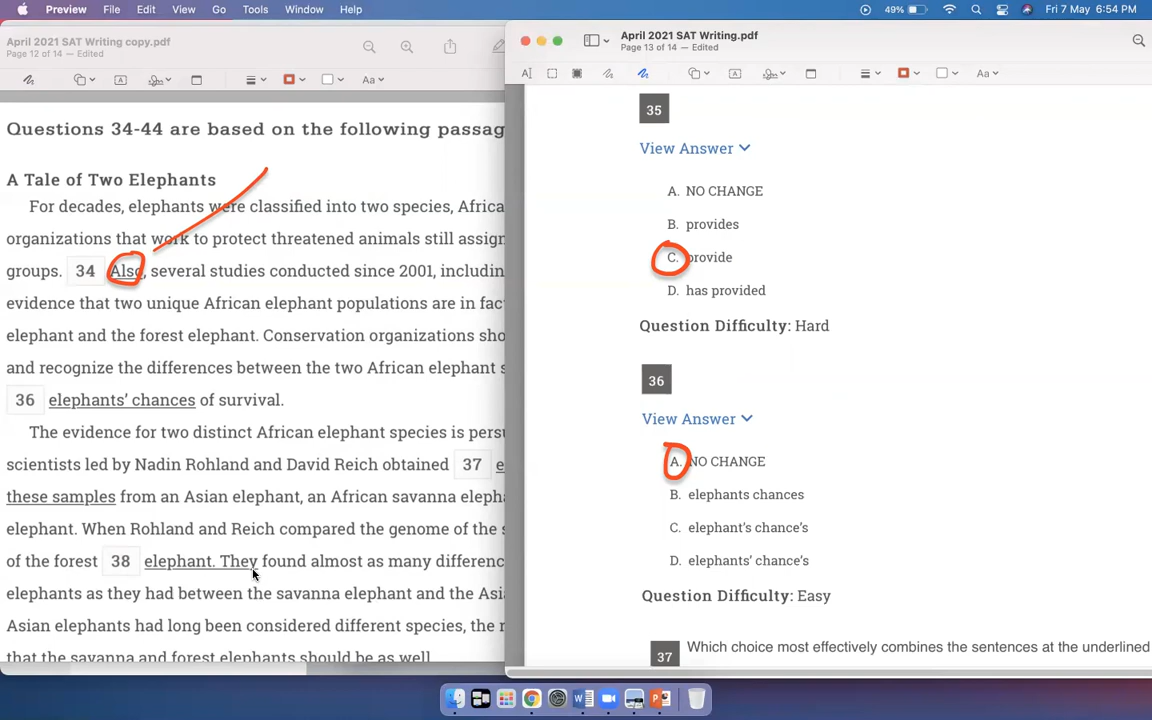 Preview File Edit View Go Tools Window Help 49% Fri 7 May 6:54 PM
April 2021 SAT Writing copy.pdf
Page 12 of 14 — Edited
Aa
Questions 34-44 are based on the following passag
A Tale of Two Elephants
For decades, elephants were classified into two species, Africa
organizations that work to protect threatened animals still assign
groups. 34 Also, several studies conducted since 2001, includin
evidence that two unique African elephant populations are in fac
elephant and the forest elephant. Conservation organizations sho
and recognize the differences between the two African elephant s
36 elephants’ chances of survival.
The evidence for two distinct African elephant species is persu
scientists led by Nadin Rohland and David Reich obtained 37 e
these samples from an Asian elephant, an African savanna elepha
elephant. When Rohland and Reich compared the genome of the s
of the forest 38 elephant. They found almost as many differenc
elephants as they had between the savanna elephant and the Asi
Asian elephants had long been considered different species, the r
that the savanna and forest elephants should be as well.
April 2021 SAT Writing.pdf
Page 13 of 14 — Edited
Aa
35
View Answer
A. NO CHANGE
B. provides
C. provide
D. has provided
Question Difficulty: Hard
36
View Answer
A. NO CHANGE
B. elephants chances
C. elephant’s chance’s
D. elephants’ chance’s
Question Difficulty: Easy
37 Which choice most effectively combines the sentences at the underlined